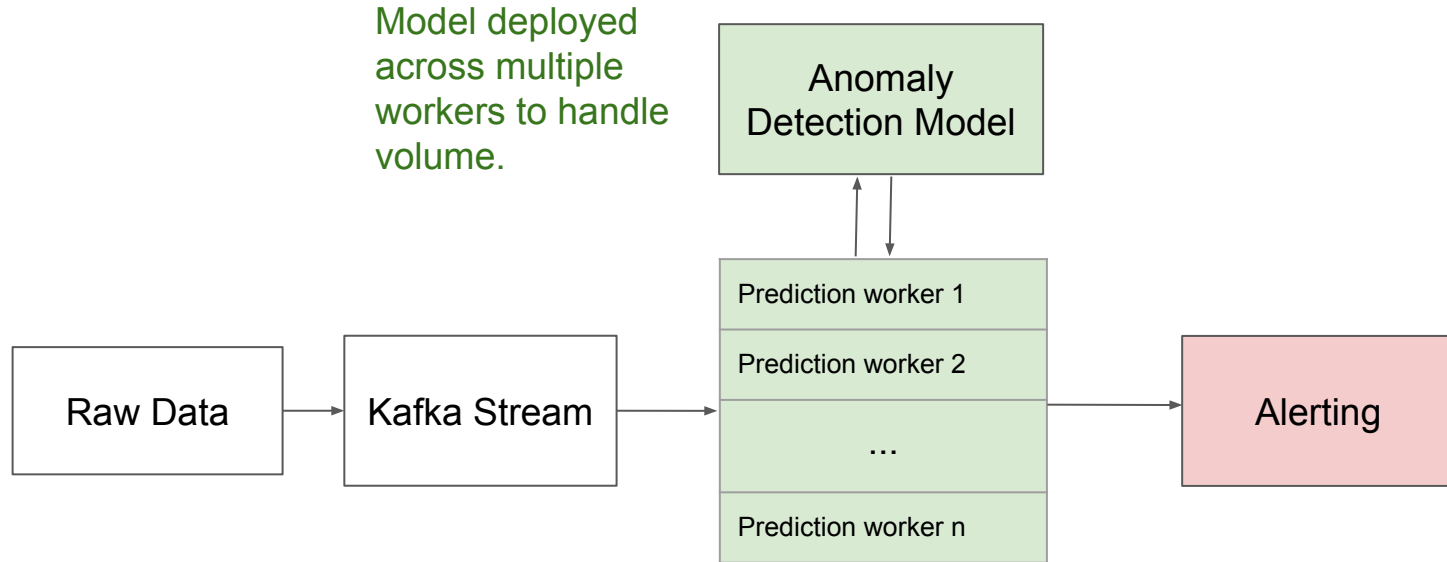 Model deployed
across multiple
workers to handle
volume.
Anomaly
Detection Model
Prediction worker 1
Prediction worker 2
...
Prediction worker n
Raw Data
Kafka Stream
Alerting